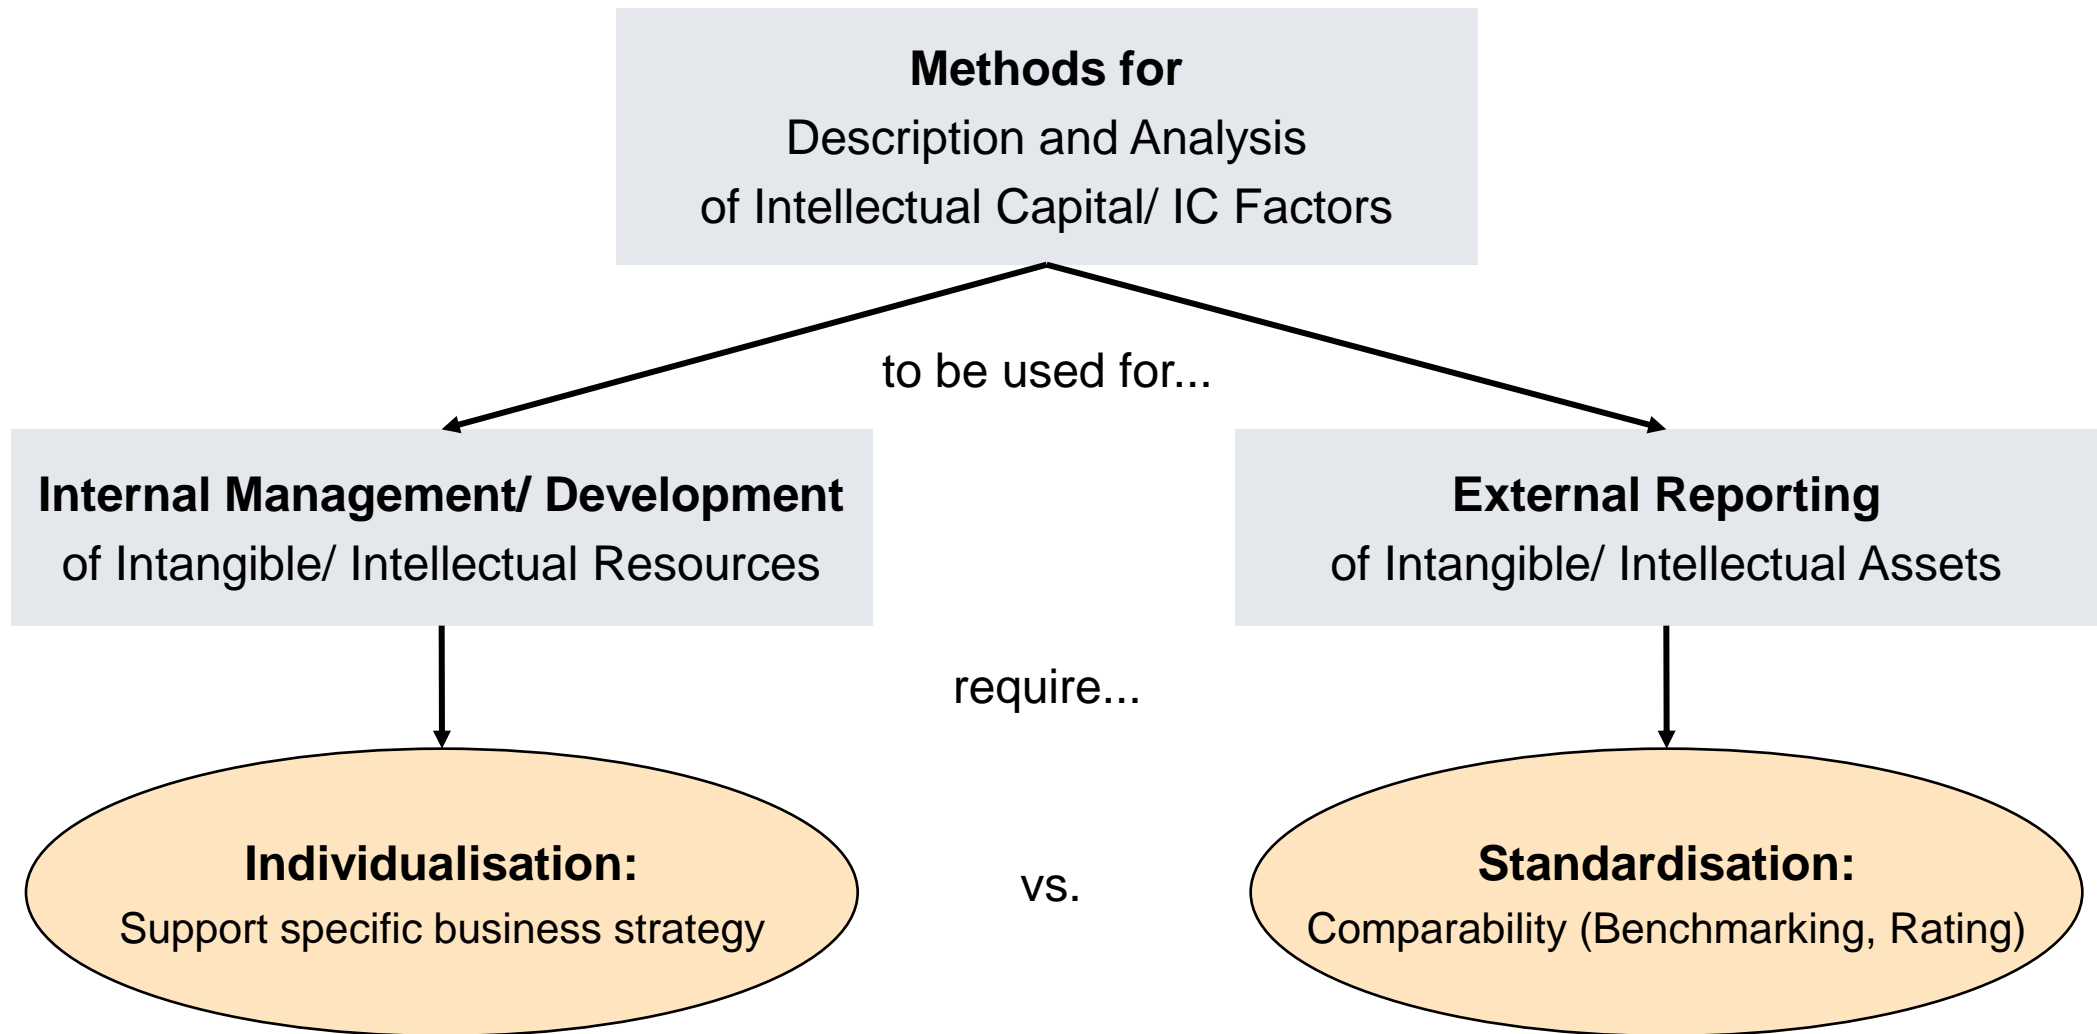 Methods for
Description and Analysis
of Intellectual Capital/ IC Factors
to be used for...
Internal Management/ Development
of Intangible/ Intellectual Resources
External Reporting
of Intangible/ Intellectual Assets
require...
Individualisation:
Support specific business strategy
vs.
Standardisation:
Comparability (Benchmarking, Rating)